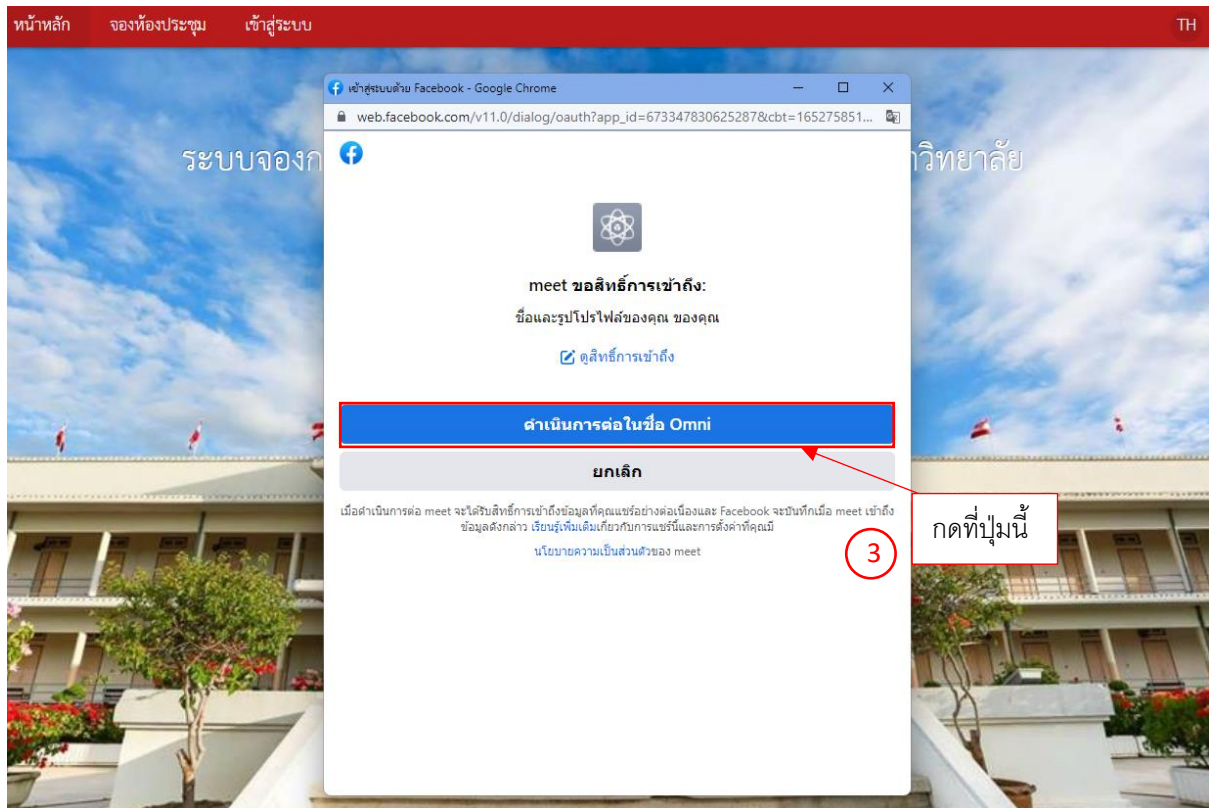 หน้าหลัก จองห้องประชุม เข้าสู่ระบบ TH
เข้าสู่ระบบด้วย Facebook - Google Chrome
web.facebook.com/v11.0/dialog/oauth?app_id=673347830625287&cbt=165275851...
ระบบจองก
าวิทยาลัย
meet ขอสิทธิ์การเข้าถึง:
ชื่อและรูปโปรไฟล์ของคุณ ของคุณ
ดูสิทธิ์การเข้าถึง
ดำเนินการต่อในชื่อ Omni
ยกเลิก
เมื่อดำเนินการต่อ meet จะได้รับสิทธิ์การเข้าถึงข้อมูลที่คุณแชร์อย่างต่อเนื่องและ Facebook จะบันทึกเมื่อ meet เข้าถึง
ข้อมูลดังกล่าว เรียนรู้เพิ่มเติมเกี่ยวกับการแชร์นี้และการตั้งค่าที่คุณมี
นโยบายความเป็นส่วนตัวของ meet
กดที่ปุ่มนี้
3